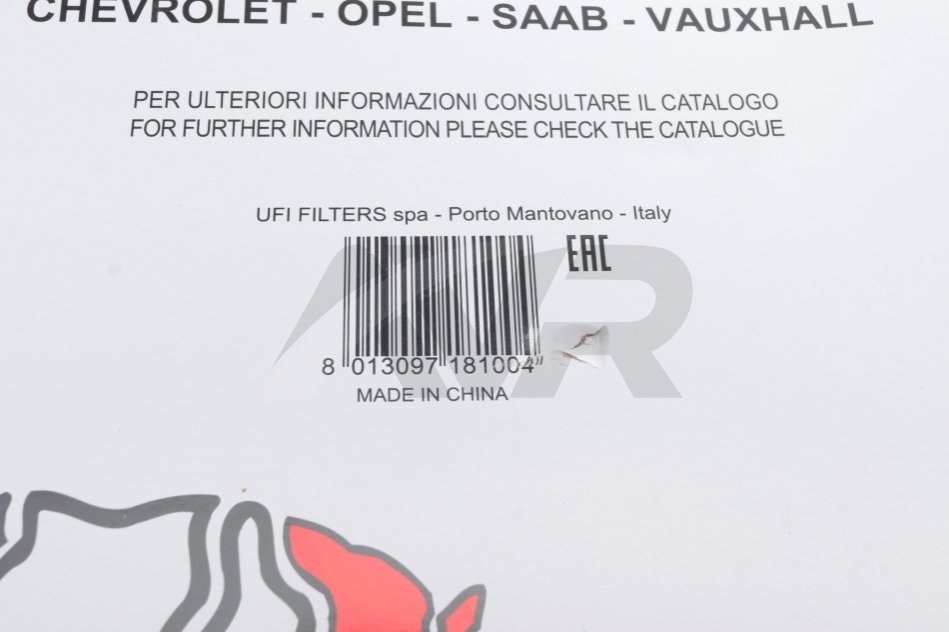 CHEVROLET - OPEL - SAAB - VAUXHALL
PER ULTERIORI INFORMAZIONI CONSULTARE IL CATALOGO
FOR FURTHER INFORMATION PLEASE CHECK THE CATALOGUE
UFI FILTERS spa - Porto Mantovano - Italy
EAC
8 013097 181004
MADE IN CHINA